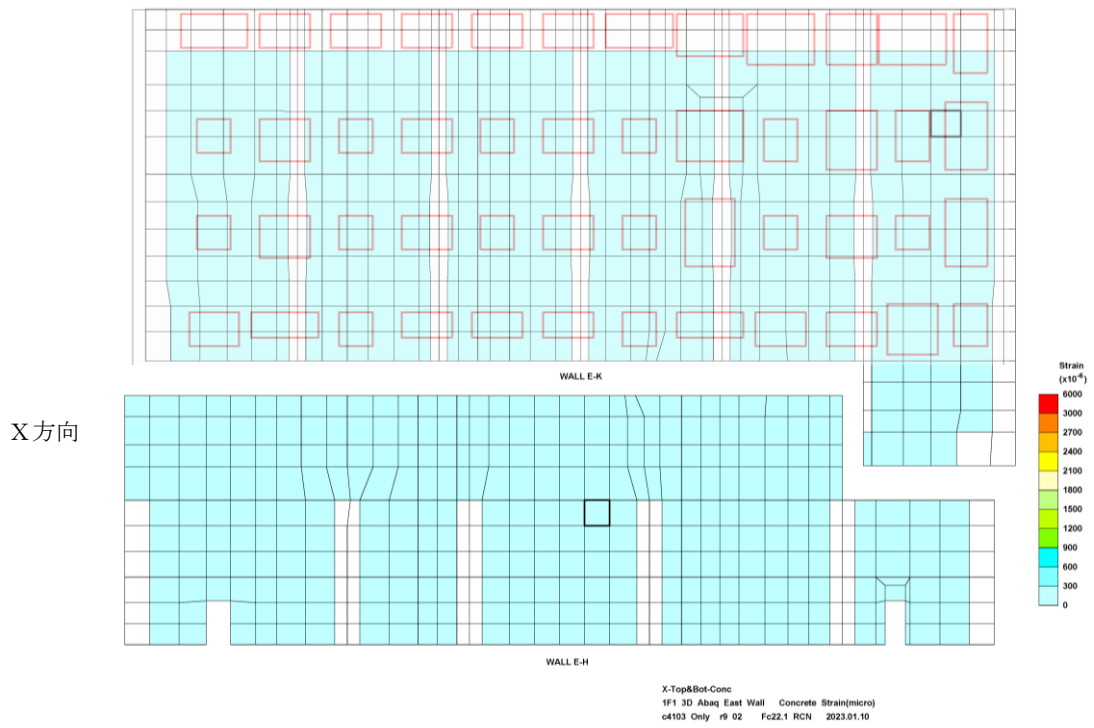 WALL E-K
X方向
WALL E-H
Strain
(x10⁻⁶)
6000
3000
2700
2400
2100
1800
1500
1200
900
600
300
0
X-Top&Bot-Conc
1F1 3D Abaq East Wall Concrete Strain(micro)
c4103 Only r9 02 Fc22.1 RCN 2023.01.10